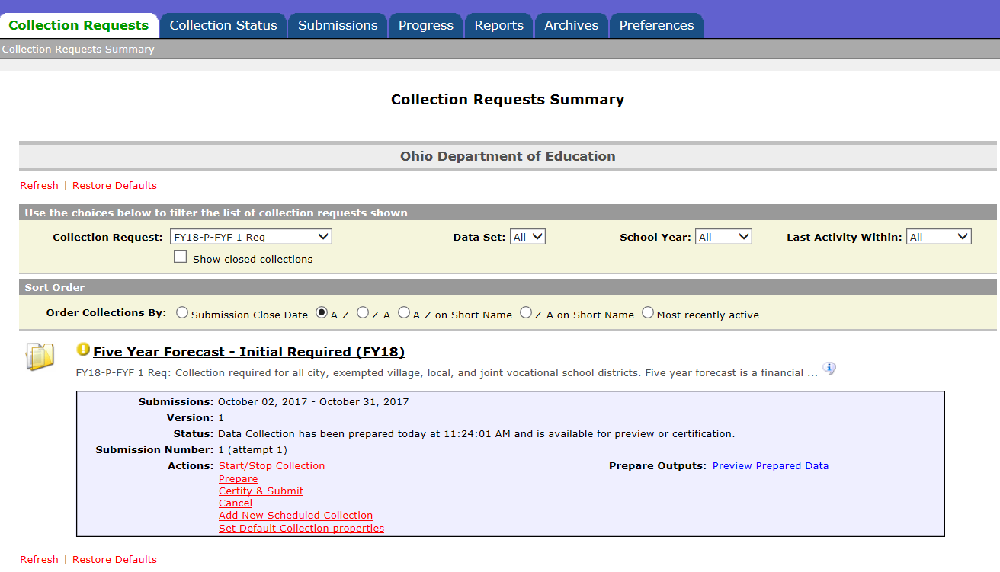 Collection Requests Collection Status Submissions Progress Reports Archives Preferences
Collection Requests Summary
Collection Requests Summary
Ohio Department of Education
Refresh | Restore Defaults
Use the choices below to filter the list of collection requests shown
Collection Request: FY18-P-FYF 1 Req Data Set: All School Year: All Last Activity Within: All
Show closed collections
Sort Order
Order Collections By: Submission Close Date A-Z Z-A A-Z on Short Name Z-A on Short Name Most recently active
Five Year Forecast - Initial Required (FY18)
FY18-P-FYF 1 Req: Collection required for all city, exempted village, local, and joint vocational school districts. Five year forecast is a financial ...
Submissions: October 02, 2017 - October 31, 2017
Version: 1
Status: Data Collection has been prepared today at 11:24:01 AM and is available for preview or certification.
Submission Number: 1 (attempt 1)
Actions: Start/Stop Collection Prepare Outputs: Preview Prepared Data
Prepare
Certify & Submit
Cancel
Add New Scheduled Collection
Set Default Collection properties
Refresh | Restore Defaults